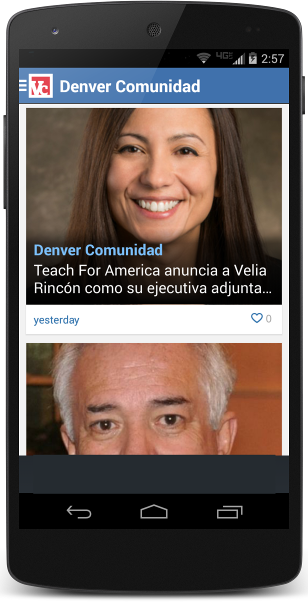 4G 2:57
Vc Denver Comunidad
Denver Comunidad
Teach For America anuncia a Velia
Rincón como su ejecutiva adjunta…
yesterday 0